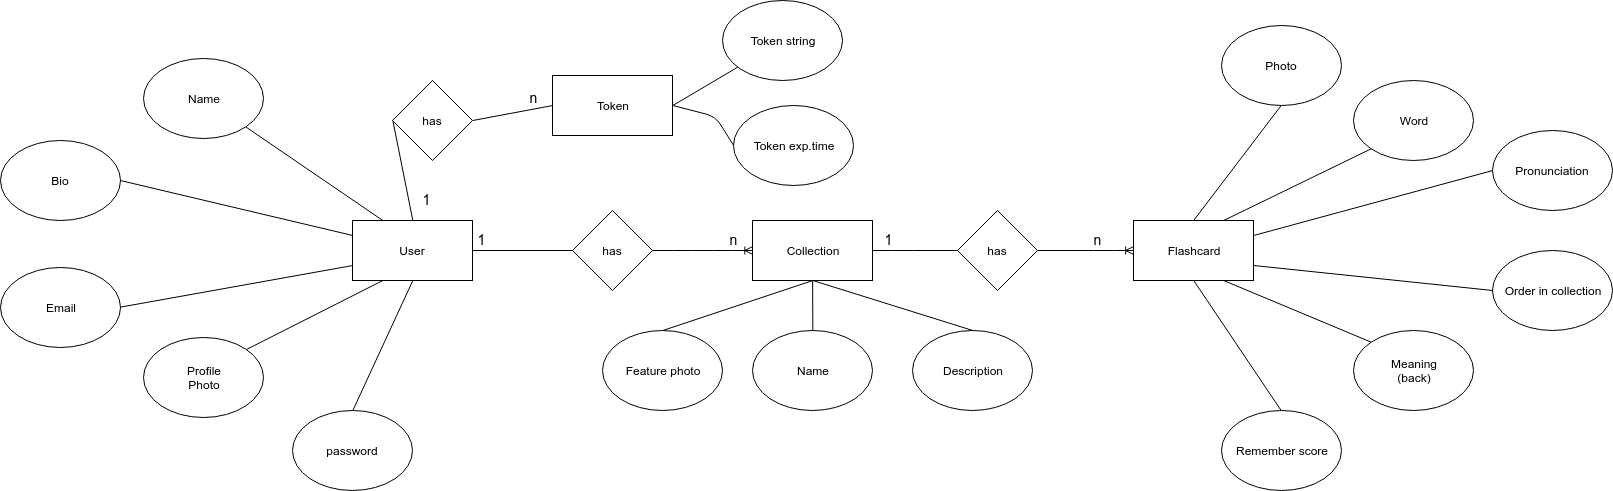 Token string
Photo
Name
n
Token
has
Word
Token exp.time
Pronunciation
Bio
1
User
1
has
n
Collection
1
has
n
Flashcard
Order in collection
Email
Profile
Photo
Feature photo
Name
Description
Meaning
(back)
password
Remember score